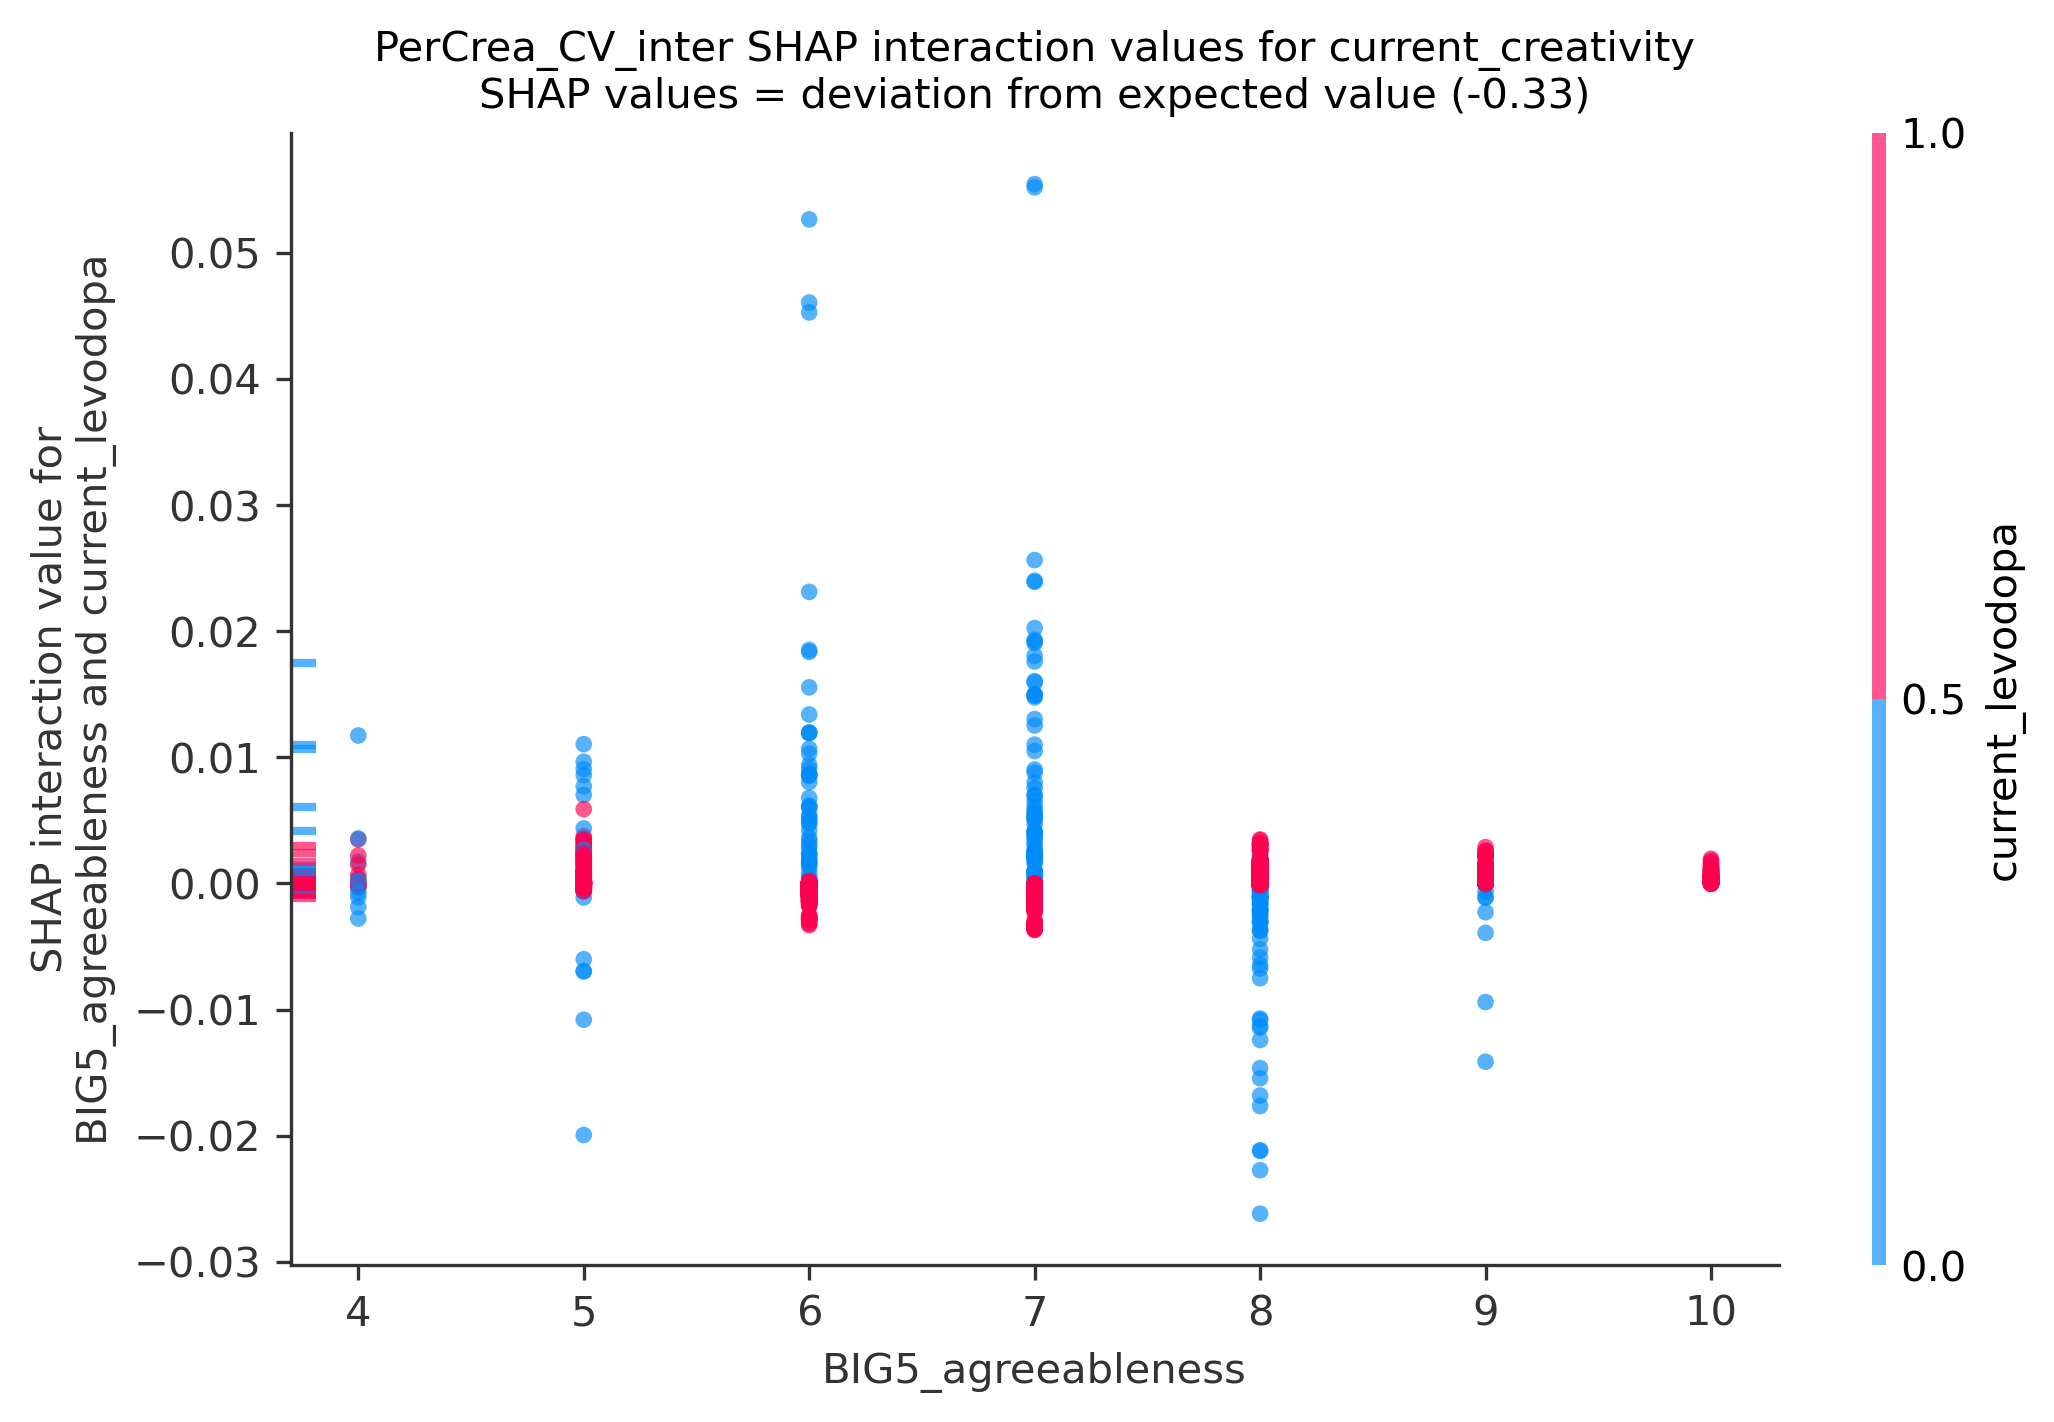 PerCrea_CV_inter SHAP interaction values for current_creativity
SHAP values = deviation from expected value (-0.33)
SHAP interaction value for
BIG5_agreeableness and current_levodopa
0.05
0.04
0.03
0.02
0.01
0.00
−0.01
−0.02
−0.03
4 5 6 7 8 9 10
BIG5_agreeableness
1.0
0.5
0.0
current_levodopa